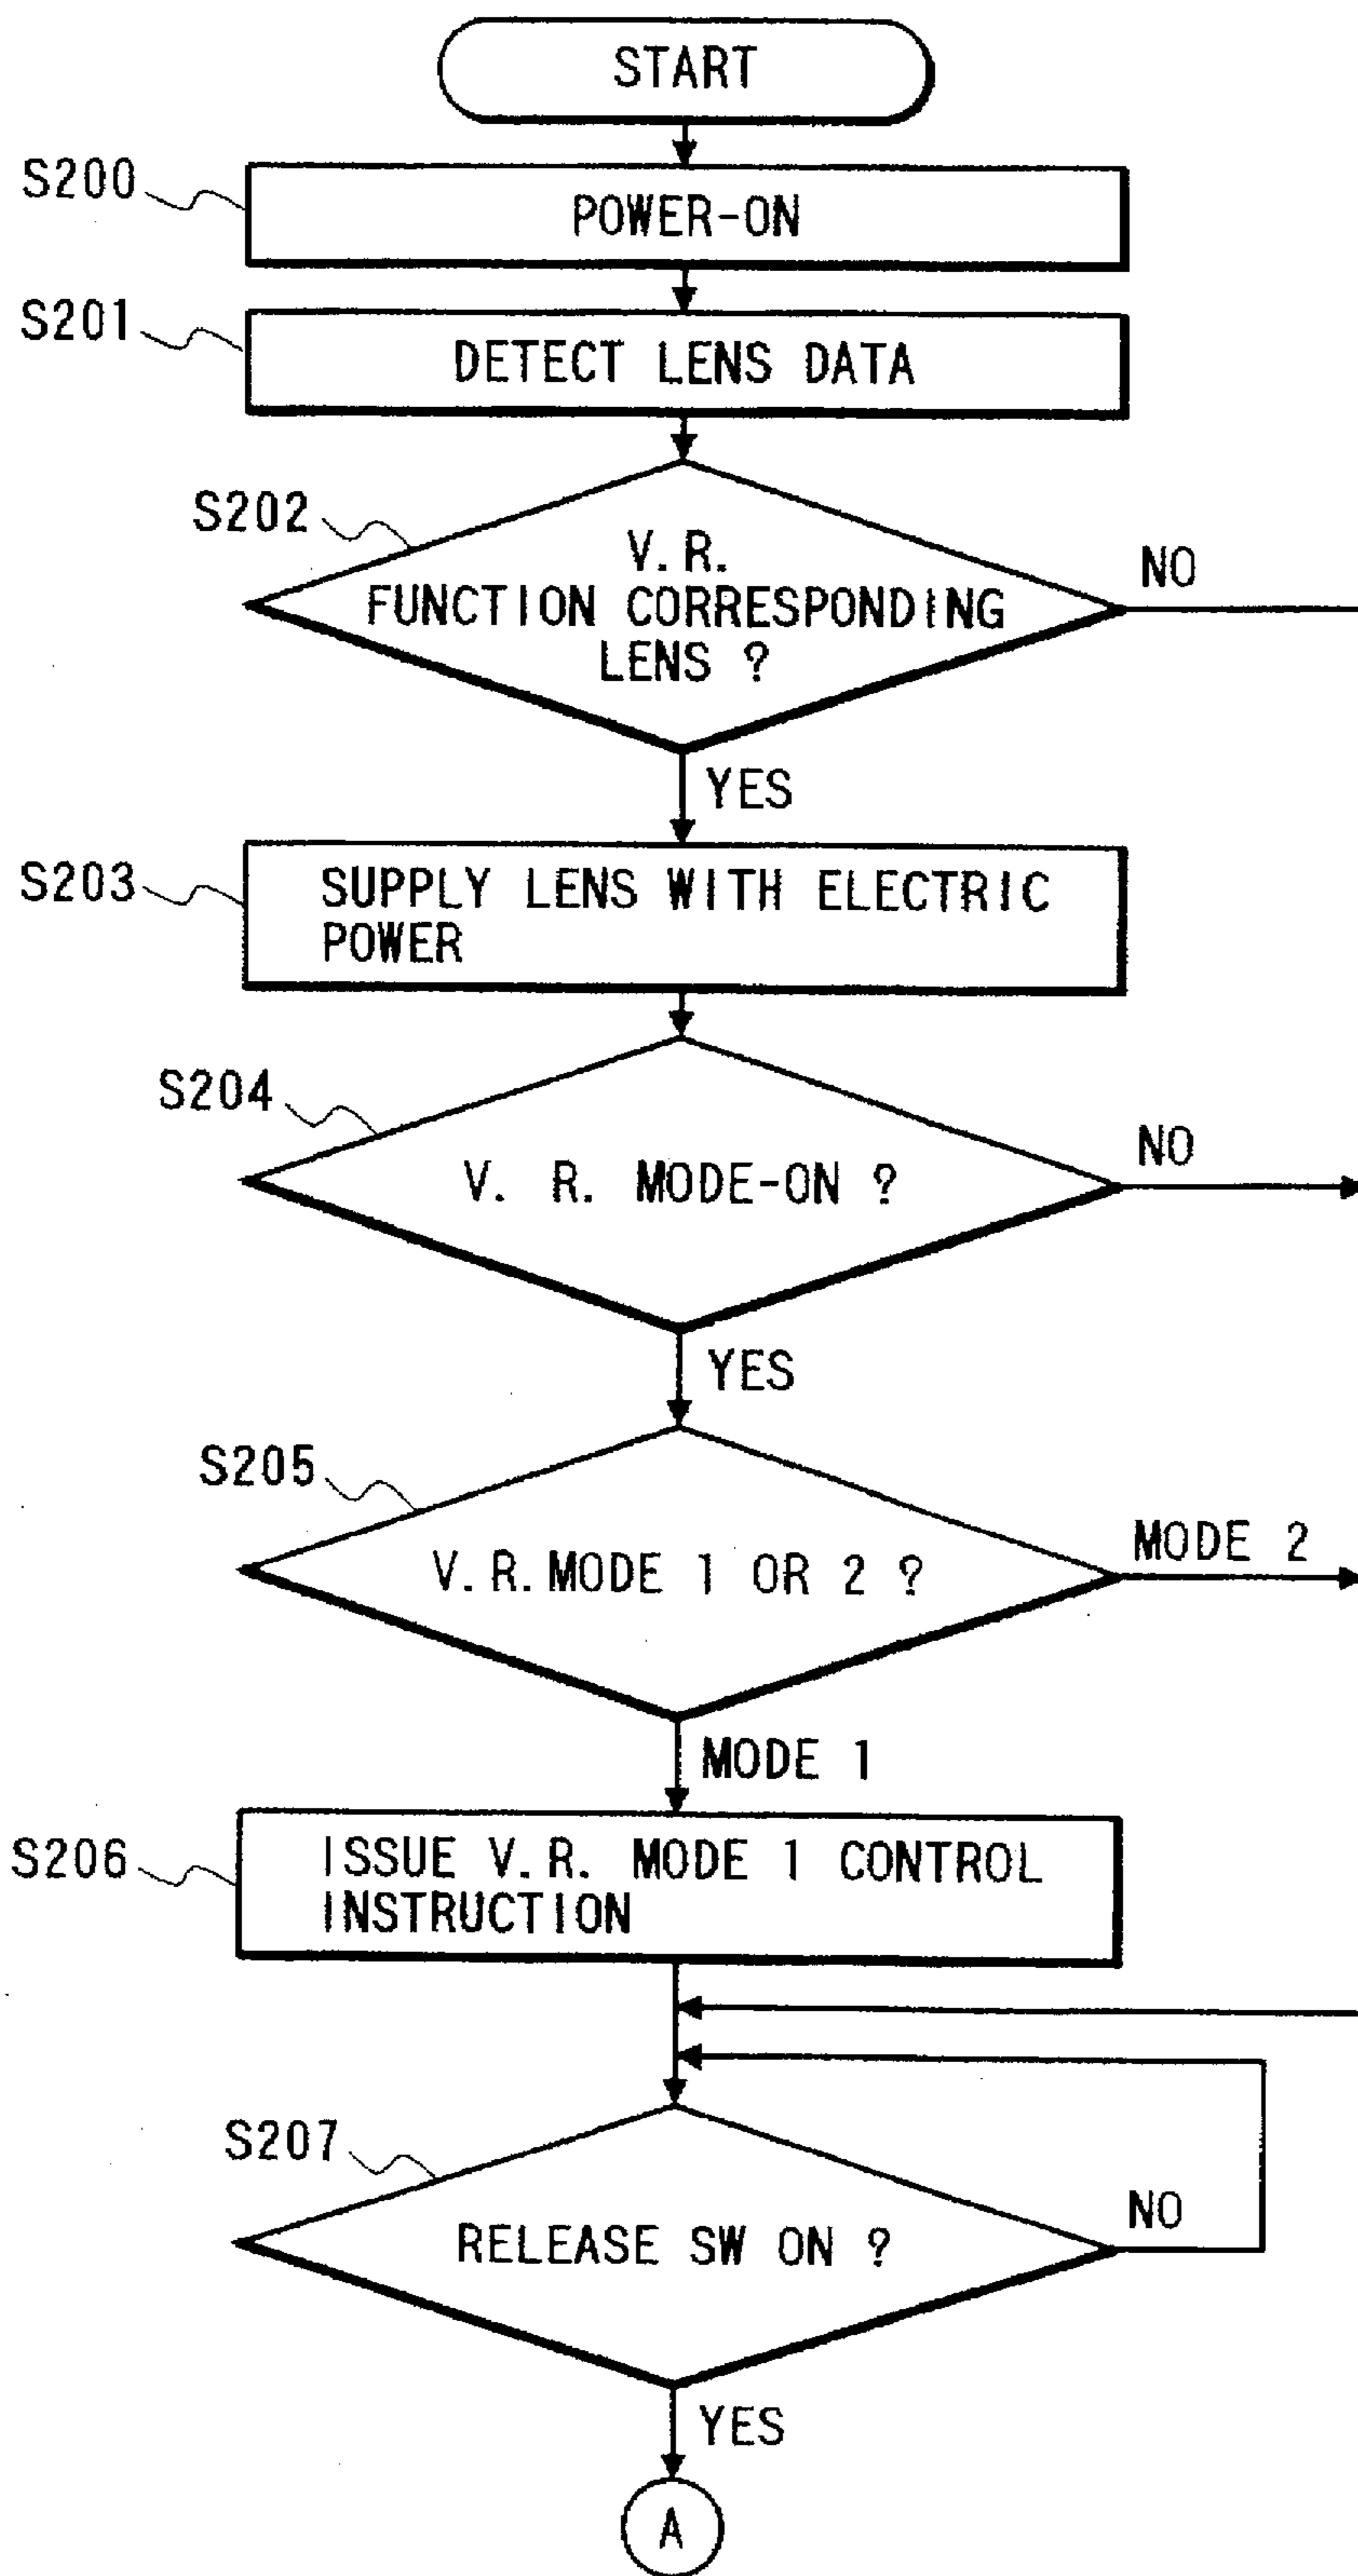 START
S200
POWER-ON
S201
DETECT LENS DATA
S202
V.R.
FUNCTION CORRESPONDING
LENS ?
NO
YES
S203
SUPPLY LENS WITH ELECTRIC
POWER
S204
V. R. MODE-ON ?
NO
YES
S205
V.R.MODE 1 OR 2 ?
MODE 2
MODE 1
S206
ISSUE V.R. MODE 1 CONTROL
INSTRUCTION
S207
RELEASE SW ON ?
NO
YES
A